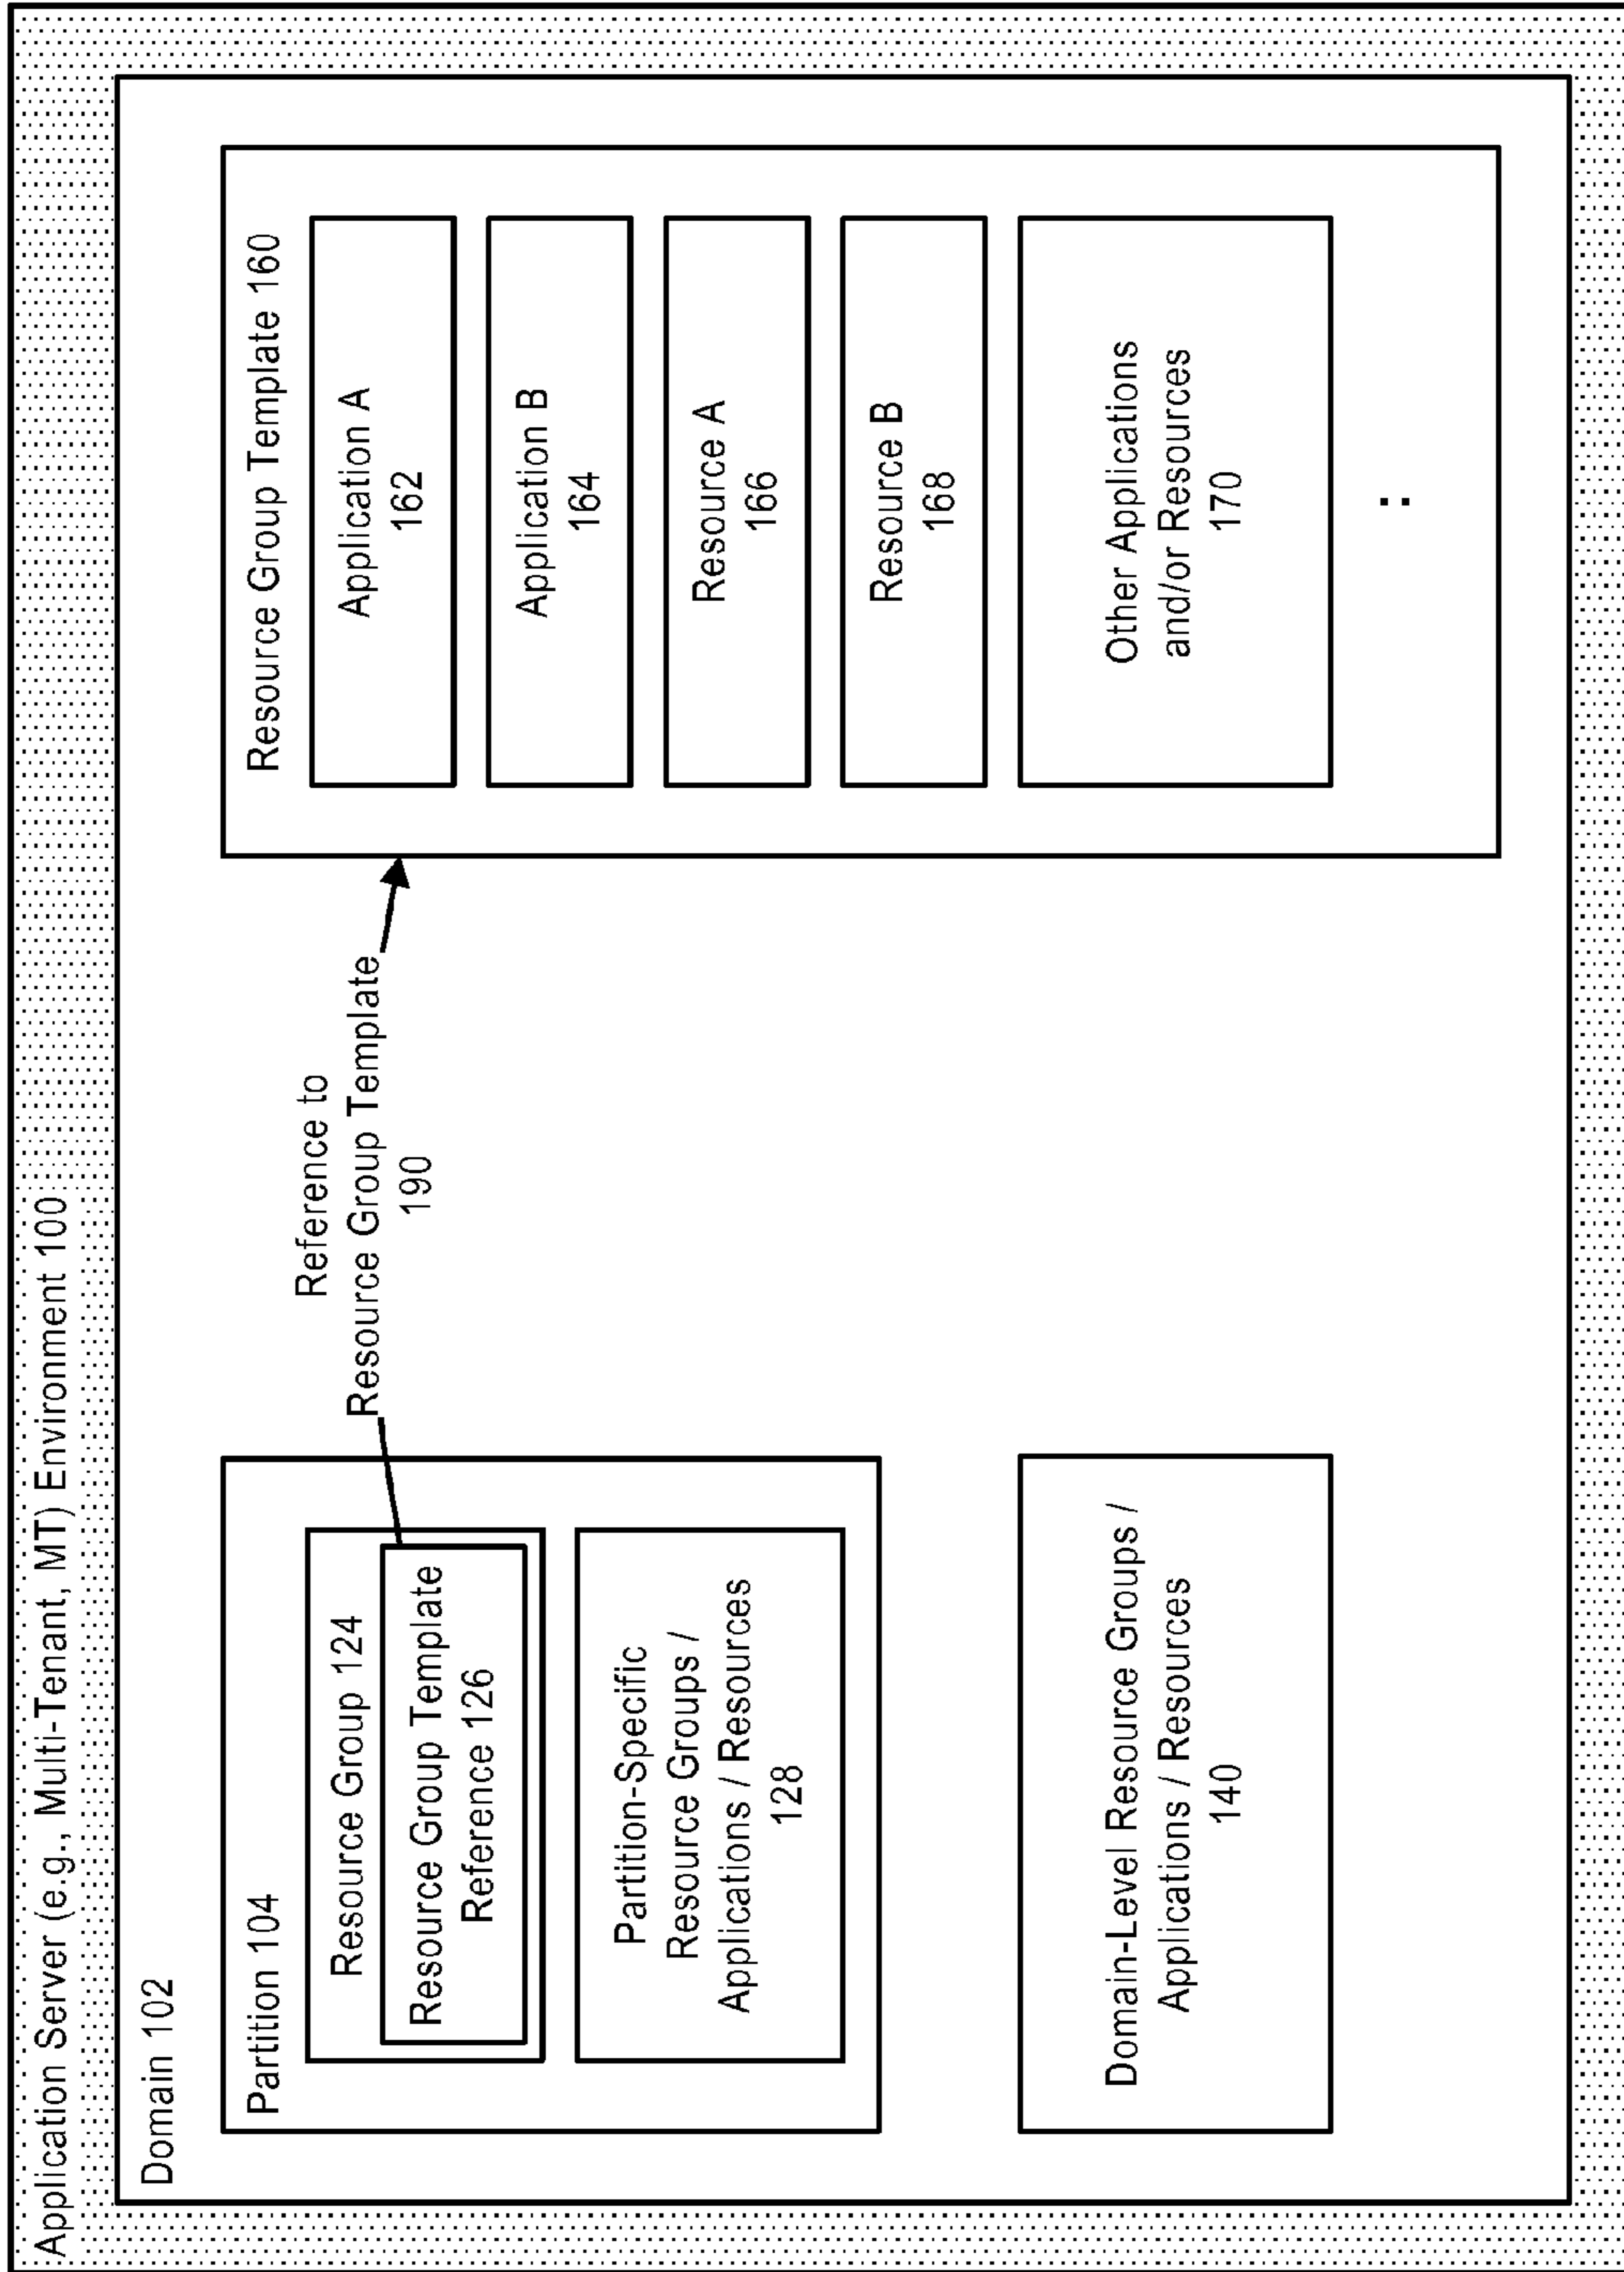 Application Server (e.g., Multi-Tenant, MT) Environment 100
Domain 102
Partition 104
Resource Group 124
Resource Group Template
Reference 126
Partition-Specific
Resource Groups /
Applications / Resources
128
Domain-Level Resource Groups /
Applications / Resources
140
Reference to
Resource Group Template
190
Resource Group Template 160
Application A
162
Application B
164
Resource A
166
Resource B
168
Other Applications
and/or Resources
170